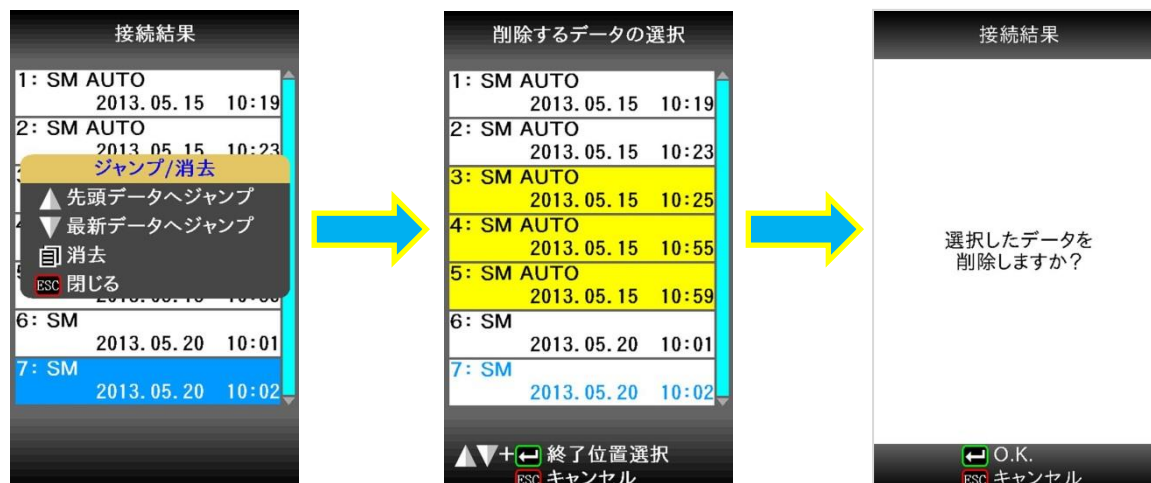 接続結果
1: SM AUTO
2013.05.15 10:19
2: SM AUTO
2013.05.15 10:23
ジャンプ/消去
先頭データへジャンプ
最新データへジャンプ
消去
ESC 閉じる
6: SM
2013.05.20 10:01
7: SM
2013.05.20 10:02
削除するデータの選択
1: SM AUTO
2013.05.15 10:19
2: SM AUTO
2013.05.15 10:23
3: SM AUTO
2013.05.15 10:25
4: SM AUTO
2013.05.15 10:55
5: SM AUTO
2013.05.15 10:59
6: SM
2013.05.20 10:01
7: SM
2013.05.20 10:02
▲▼+ 終了位置選択
ESC キャンセル
接続結果
選択したデータを
削除しますか?
O.K.
ESC キャンセル